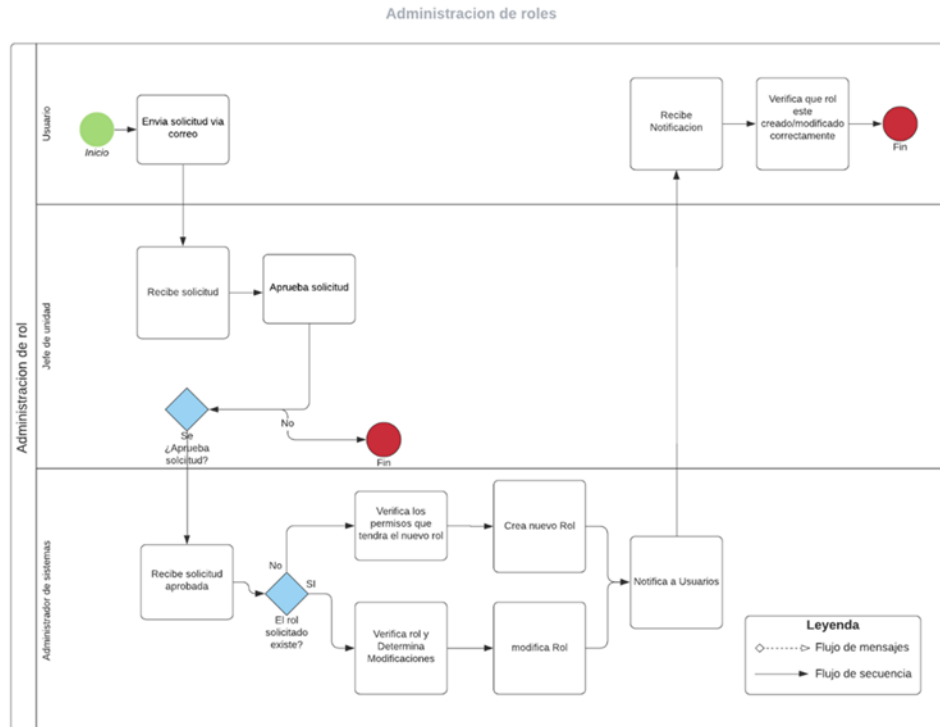 Administracion de roles
Administracion de rol
Usuario
Inicio
Envia solicitud via
correo
Recibe
Notificacion
Verifica que rol
este
creado/modificado
correctamente
Fin
Jefe de unidad
Recibe solicitud
Aprueba solicitud
Se
¿Aprueba
solcitud?
No
Fin
Administrador de sistemas
Recibe solicitud
aprobada
No
SI
El rol
solicitado
existe?
Verifica los
permisos que
tendra el nuevo rol
Crea nuevo Rol
Verifica rol y
Determina
Modificaciones
modifica Rol
Notifica a Usuarios
Leyenda
Flujo de mensajes
Flujo de secuencia